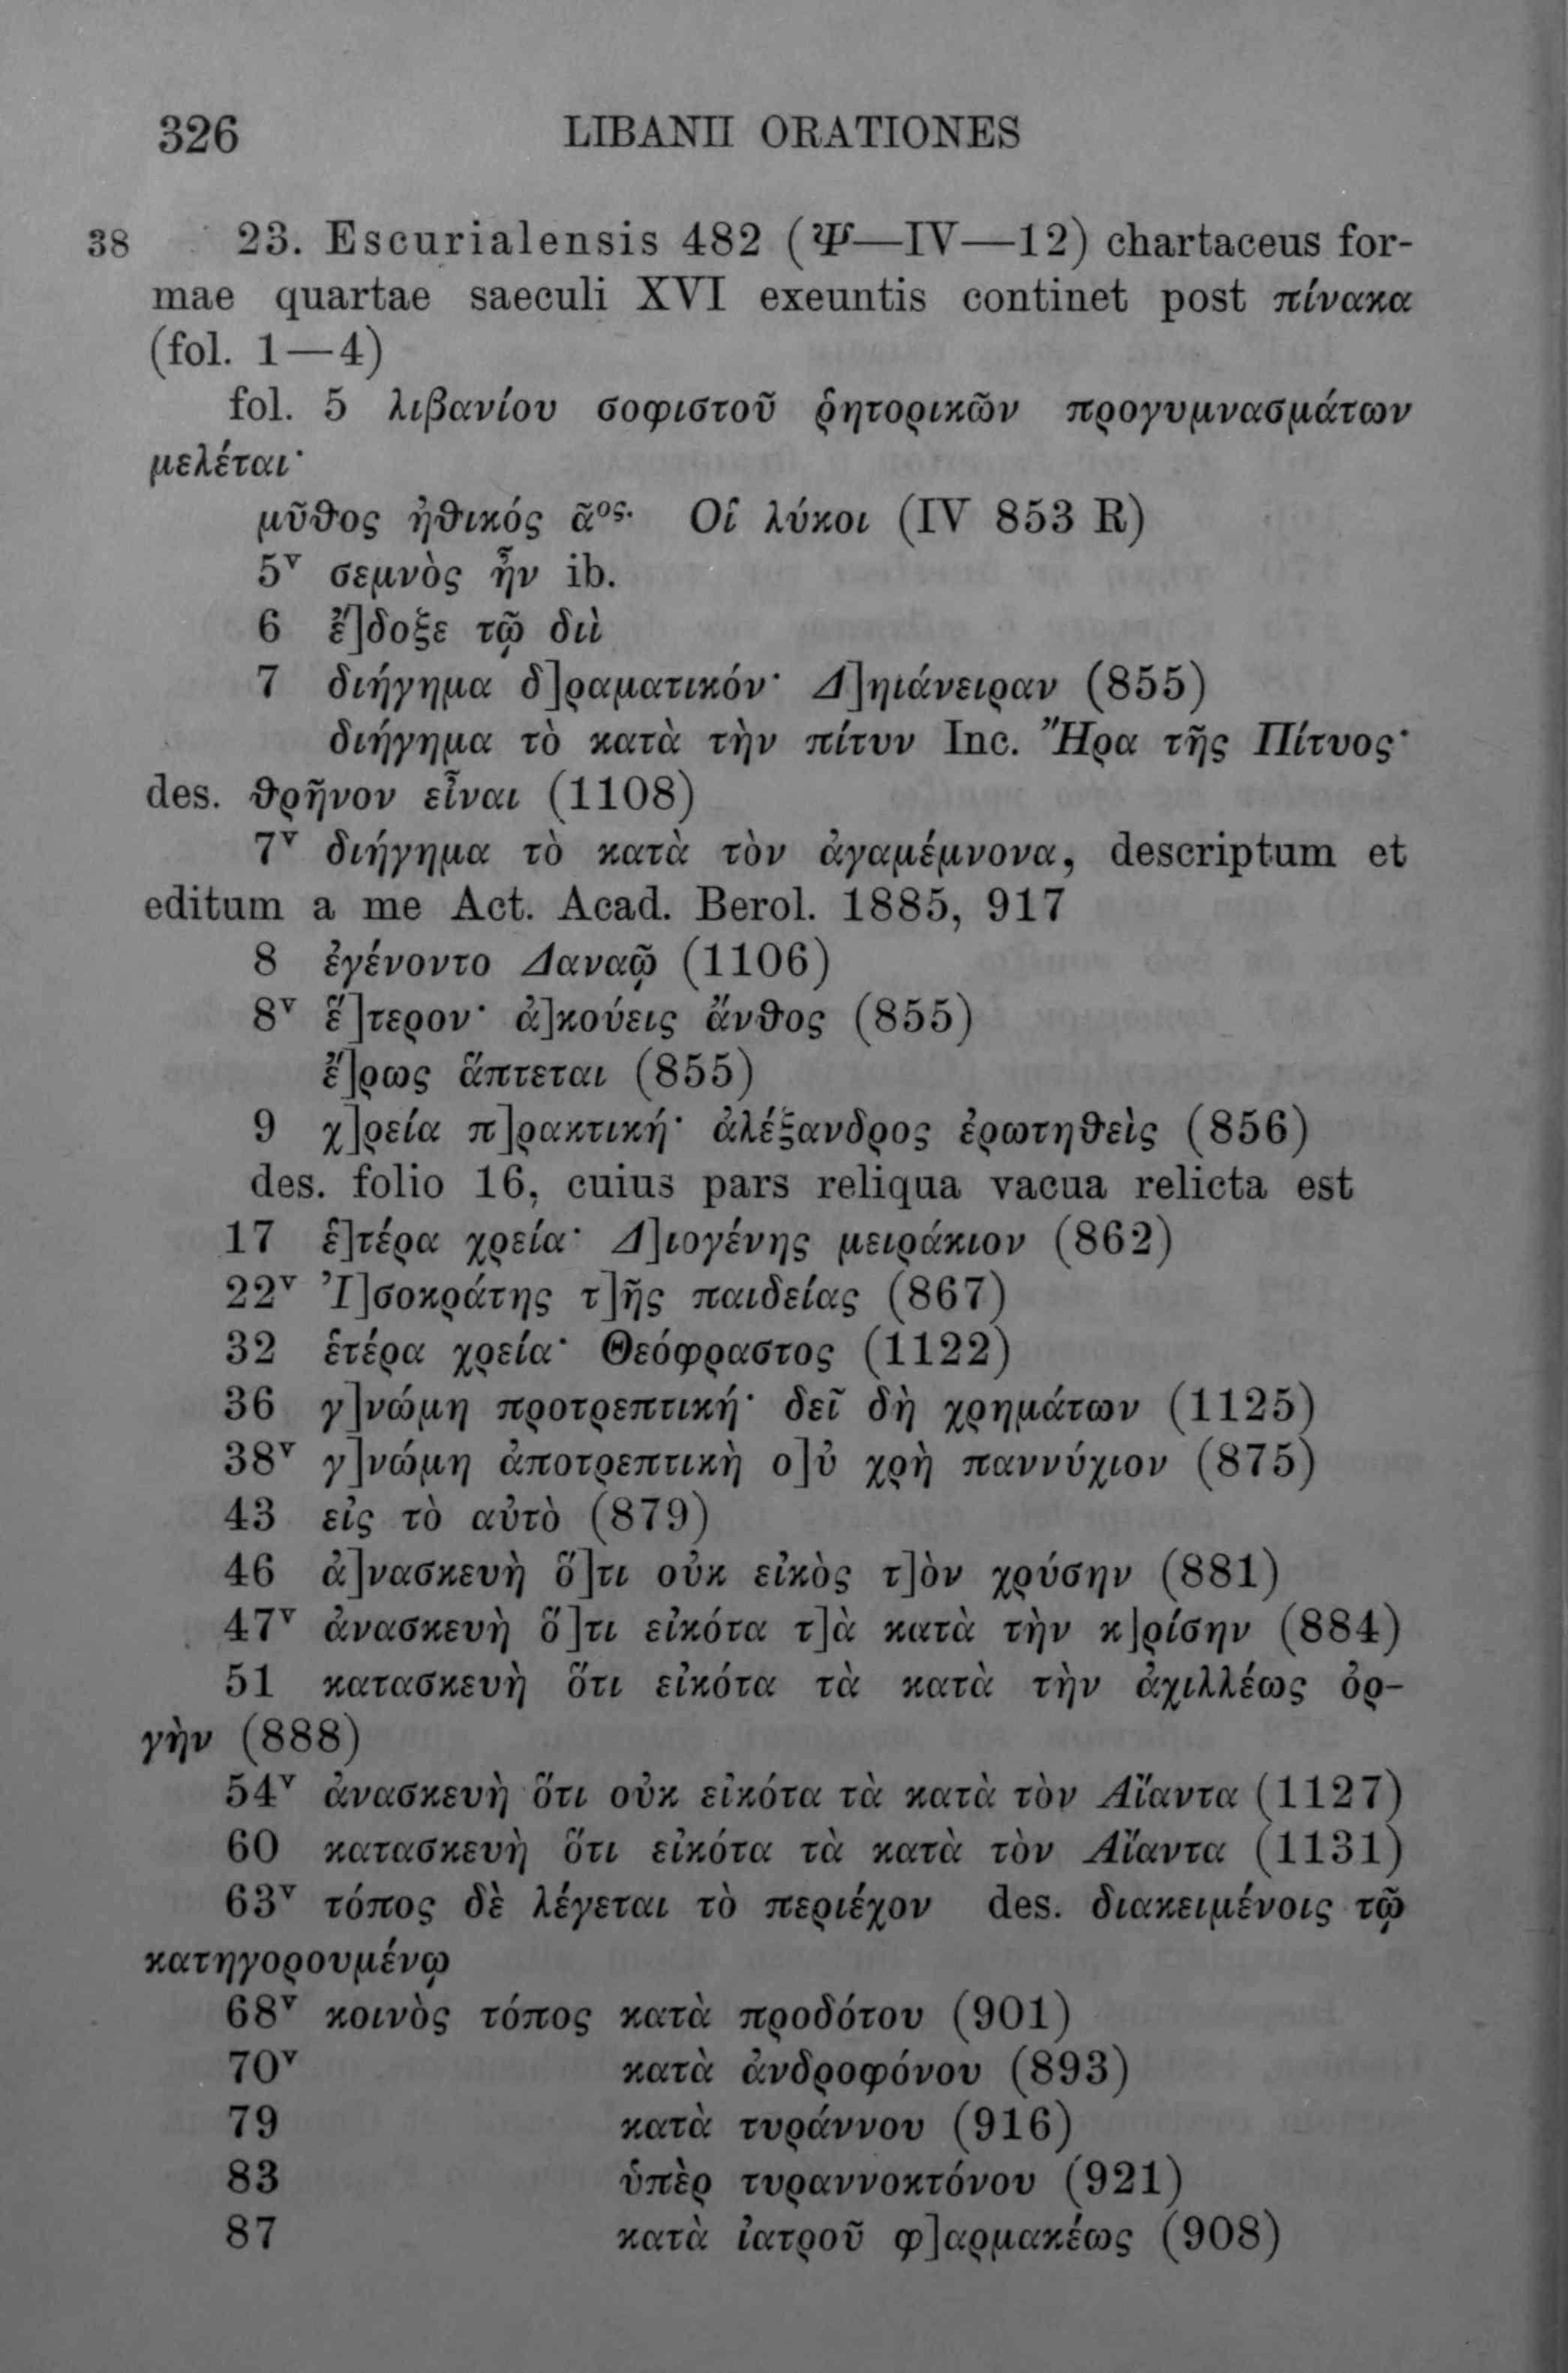 326 LIBANII ORATIONES
38 23. Escurialensis 482 (Ψ—IV—12) chartaceus for-
mae quartae saeculi XVI exeuntis continet post πίνακα
(fol. 1—4)
fol. 5 λιβανίου σοφιστοῦ ῥητορικῶν προγυμνασμάτων
μελέται·
μῦθος ἠθικός ᾶος· Οἱ λύκοι (IV 853 R)
5v σεμνὸς ἦν ib.
6 ἔ]δοξε τῷ διὶ
7 διήγημα δ]ραματικόν· Δ]ηιάνειραν (855)
διήγημα τὸ κατὰ τὴν πίτυν Inc. Ἥρα τῆς Πίτυος·
des. θρῆνον εἶναι (1108)
7v διήγημα τὸ κατὰ τὸν ἀγαμέμνονα, descriptum et
editum a me Act. Acad. Berol. 1885, 917
8 ἐγένοντο Δαναῷ (1106)
8v ἕ]τερον· ἀ]κούεις ἄνθος (855)
ἔ]ρως ἅπτεται (855)
9 χ]ρεία π]ρακτική· ἀλέξανδρος ἐρωτηθεὶς (856)
des. folio 16, cuius pars reliqua vacua relicta est
17 ἑ]τέρα χρεία· Δ]ιογένης μειράκιον (862)
22v Ἰ]σοκράτης τ]ῆς παιδείας (867)
32 ἑτέρα χρεία· Θεόφραστος (1122)
36 γ]νώμη προτρεπτική· δεῖ δὴ χρημάτων (1125)
38v γ]νώμη ἀποτρεπτικὴ ο]ὐ χρὴ παννύχιον (875)
43 εἰς τὸ αὐτὸ (879)
46 ἀ]νασκευὴ ὅ]τι οὐκ εἰκὸς τ]ὸν χρύσην (881)
47v ἀνασκευὴ ὅ]τι εἰκότα τ]ὰ κατὰ τὴν κ]ρίσην (884)
51 κατασκευὴ ὅτι εἰκότα τὰ κατὰ τὴν ἀχιλλέως ὀρ-
γὴν (888)
54v ἀνασκευὴ ὅτι οὐκ εἰκότα τὰ κατὰ τὸν Αἴαντα (1127)
60 κατασκευὴ ὅτι εἰκότα τὰ κατὰ τὸν Αἴαντα (1131)
63v τόπος δὲ λέγεται τὸ περιέχον des. διακειμένοις τῷ
κατηγορουμένῳ
68v κοινὸς τόπος κατὰ προδότου (901)
70v κατὰ ἀνδροφόνου (893)
79 κατὰ τυράννου (916)
83 ὑπὲρ τυραννοκτόνου (921)
87 κατὰ ἰατροῦ φ]αρμακέως (908)